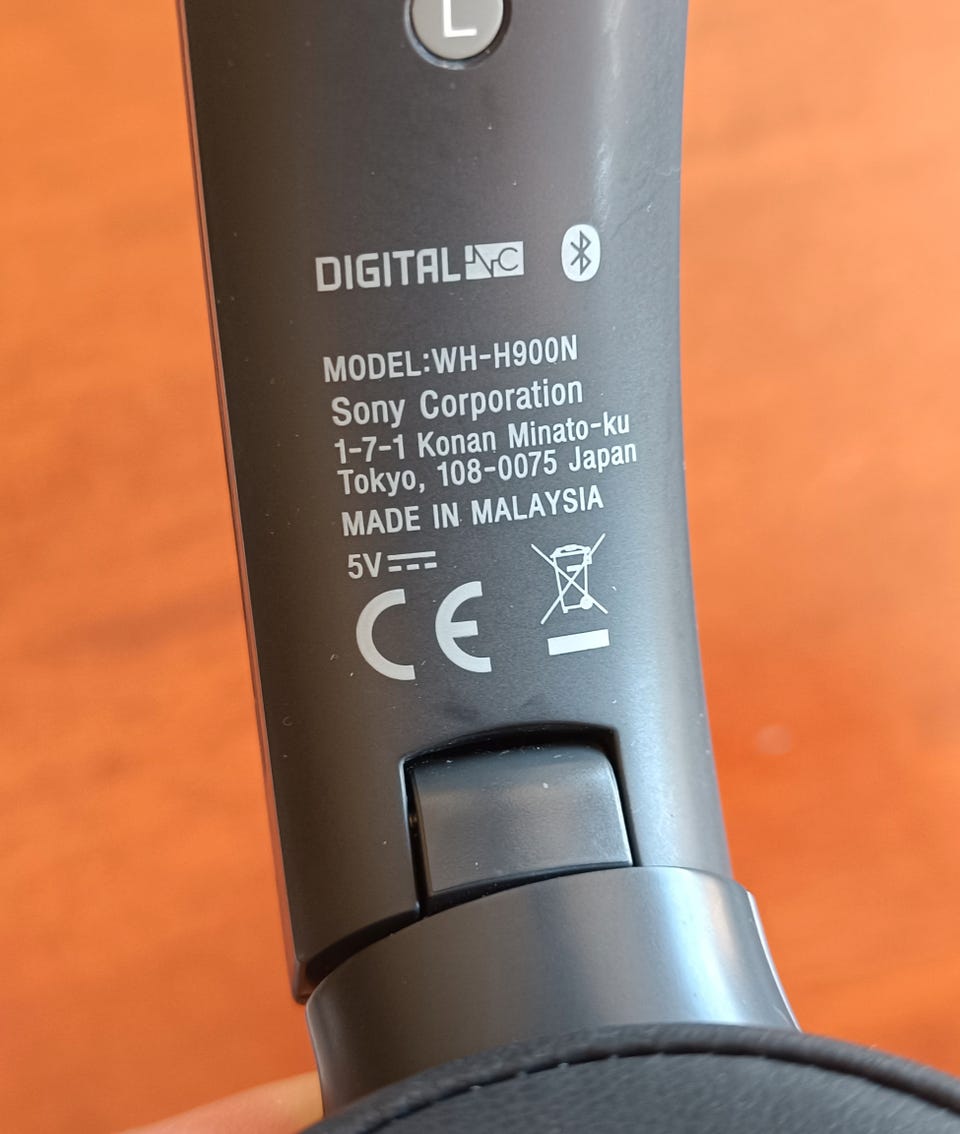 L
DIGITAL NC
MODEL:WH-H900N
Sony Corporation
1-7-1 Konan Minato-ku
Tokyo, 108-0075 Japan
MADE IN MALAYSIA
5V
CE